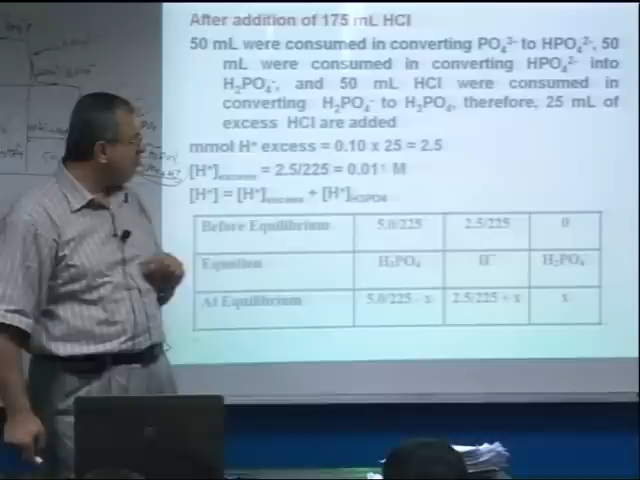 After addition of 175 mL HCl
50 mL were consumed in converting PO₄³⁻ to HPO₄²⁻, 50
mL were consumed in converting HPO₄²⁻ into
H₂PO₄⁻, and 50 mL HCl were consumed in
converting H₂PO₄⁻ to H₃PO₄, therefore, 25 mL of
excess HCl are added
mmol H⁺ excess = 0.10 x 25 = 2.5
[H⁺]excess = 2.5/225 = 0.011 M
[H⁺] = [H⁺]excess + [H⁺]H3PO4
Before Equilibrium 5.0/225 2.5/225 0
Equation H₃PO₄ H⁺ H₂PO₄⁻
At Equilibrium 5.0/225 - x 2.5/225 + x x